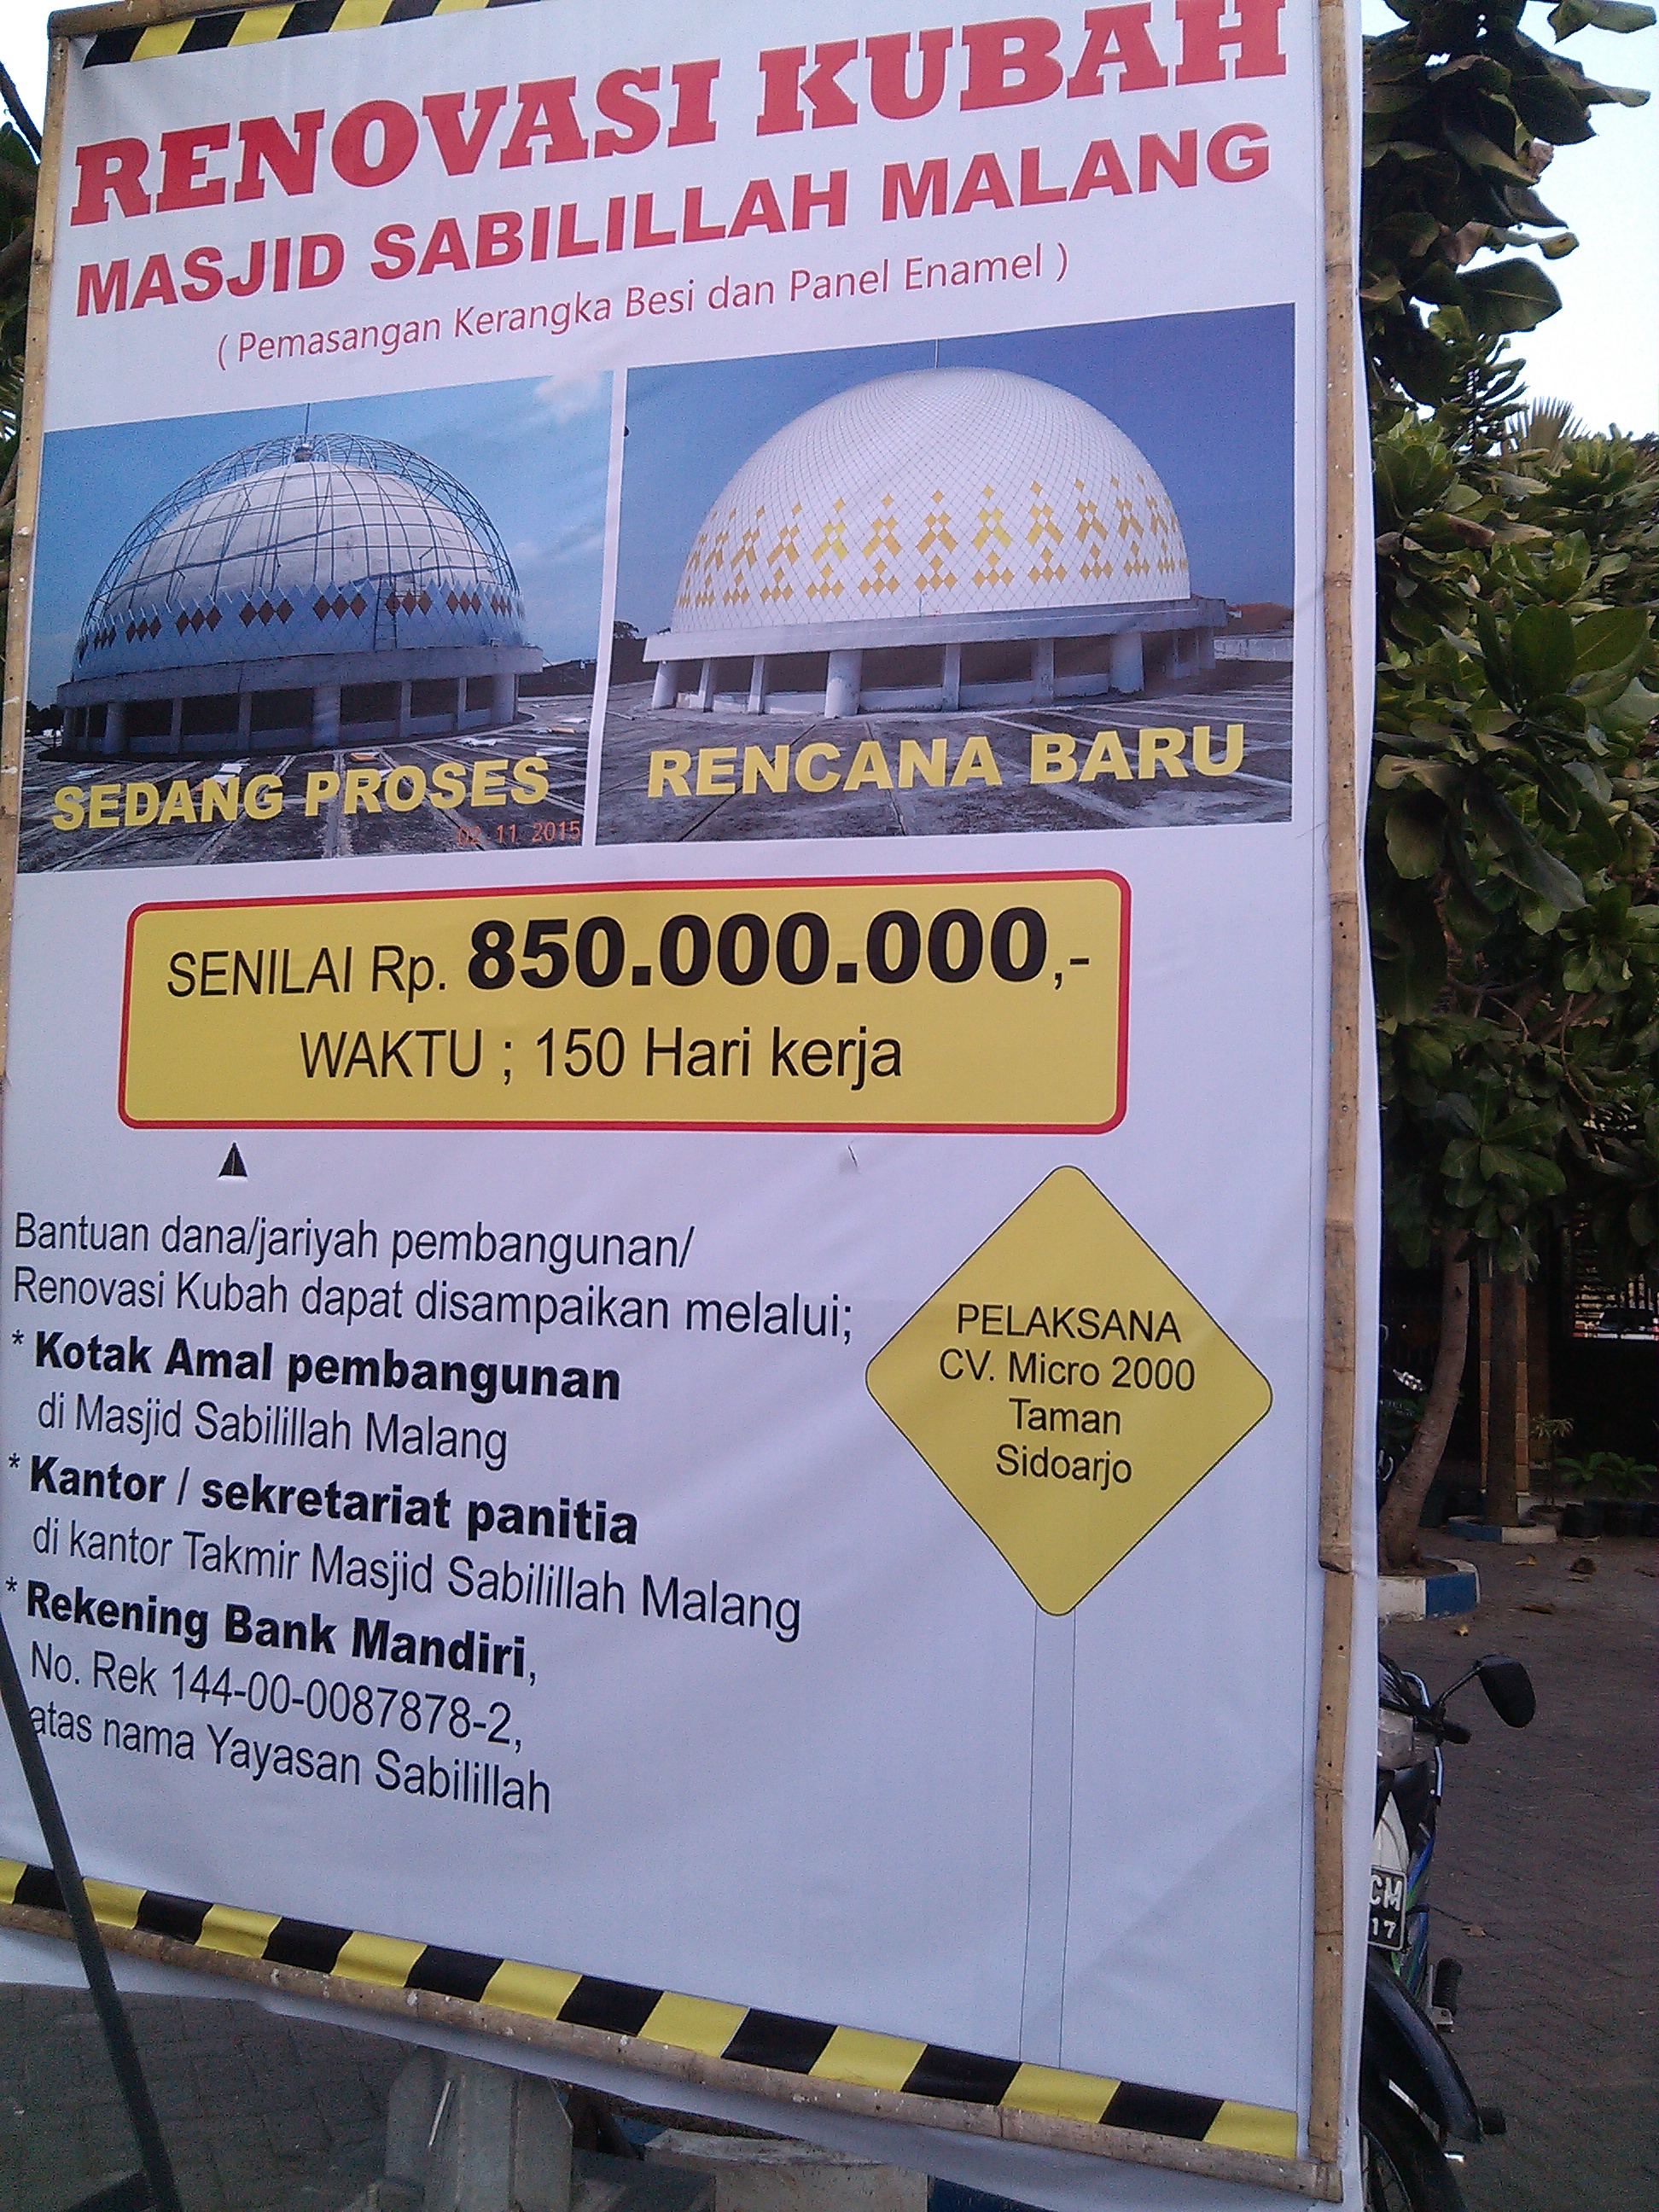 RENOVASI KUBAH
MASJID SABILILLAH MALANG
( Pemasangan Kerangka Besi dan Panel Enamel )
SEDANG PROSES
02 11 2015
RENCANA BARU
SENILAI Rp. 850.000.000,-
WAKTU ; 150 Hari kerja
Bantuan dana/jariyah pembangunan/
Renovasi Kubah dapat disampaikan melalui;
* Kotak Amal pembangunan
di Masjid Sabilillah Malang
* Kantor / sekretariat panitia
di kantor Takmir Masjid Sabilillah Malang
* Rekening Bank Mandiri,
No. Rek 144-00-0087878-2,
atas nama Yayasan Sabilillah
PELAKSANA
CV. Micro 2000
Taman
Sidoarjo
CM
17